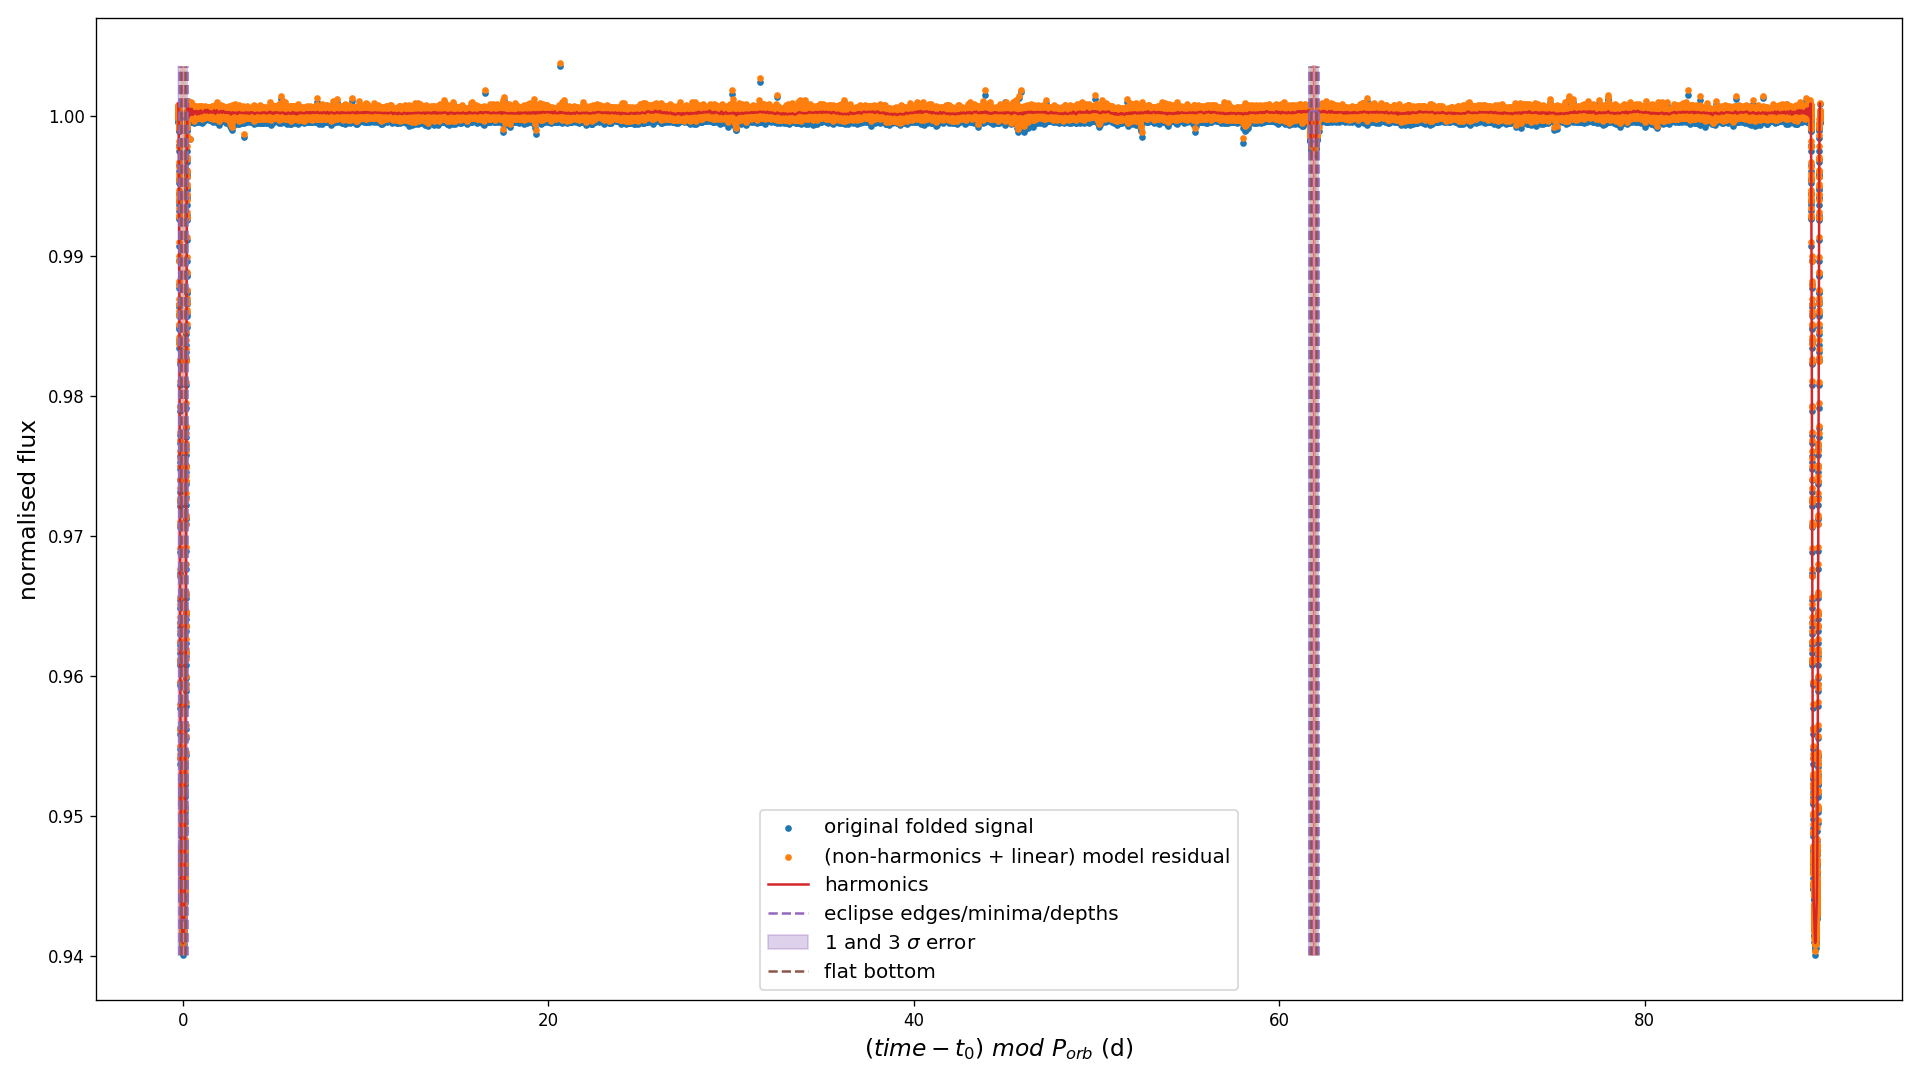 1.00
0.99
0.98
0.97
0.96
0.95
0.94
normalised flux
original folded signal
(non-harmonics + linear) model residual
harmonics
eclipse edges/minima/depths
1 and 3 σ error
flat bottom
0 20 40 60 80
(time − t₀) mod Pₒᵣb (d)